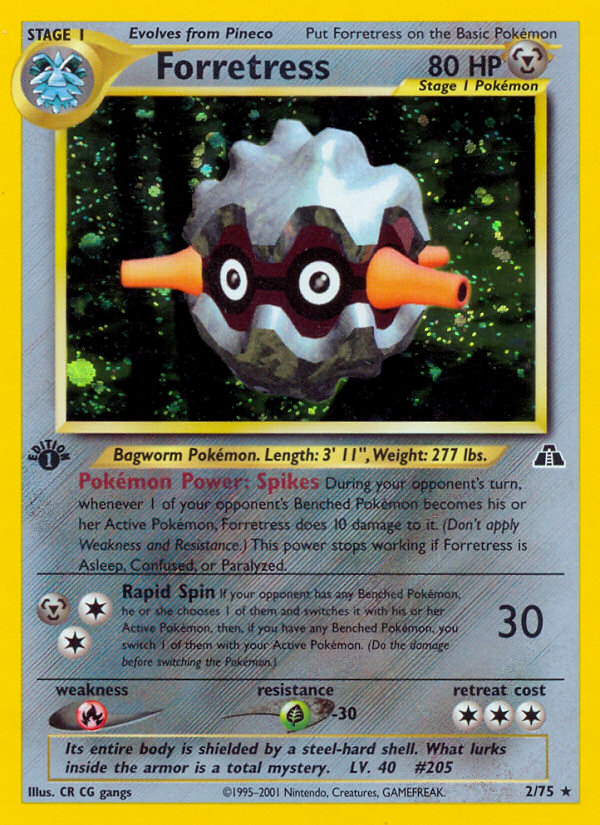 STAGE 1 Evolves from Pineco Put Forretress on the Basic Pokémon
Forretress 80 HP
Stage 1 Pokémon
EDITION
1
Bagworm Pokémon. Length: 3' 11", Weight: 277 lbs.
Pokémon Power: Spikes During your opponent's turn,
whenever 1 of your opponent's Benched Pokémon becomes his or
her Active Pokémon, Forretress does 10 damage to it. (Don't apply
Weakness and Resistance.) This power stops working if Forretress is
Asleep, Confused, or Paralyzed.
Rapid Spin If your opponent has any Benched Pokémon,
he or she chooses 1 of them and switches it with his or her
Active Pokémon, then, if you have any Benched Pokémon, you
switch 1 of them with your Active Pokémon. (Do the damage
before switching the Pokémon.)
30
weakness resistance retreat cost
-30
Its entire body is shielded by a steel-hard shell. What lurks
inside the armor is a total mystery. LV. 40 #205
Illus. CR CG gangs ©1995-2001 Nintendo, Creatures, GAMEFREAK. 2/75 ★